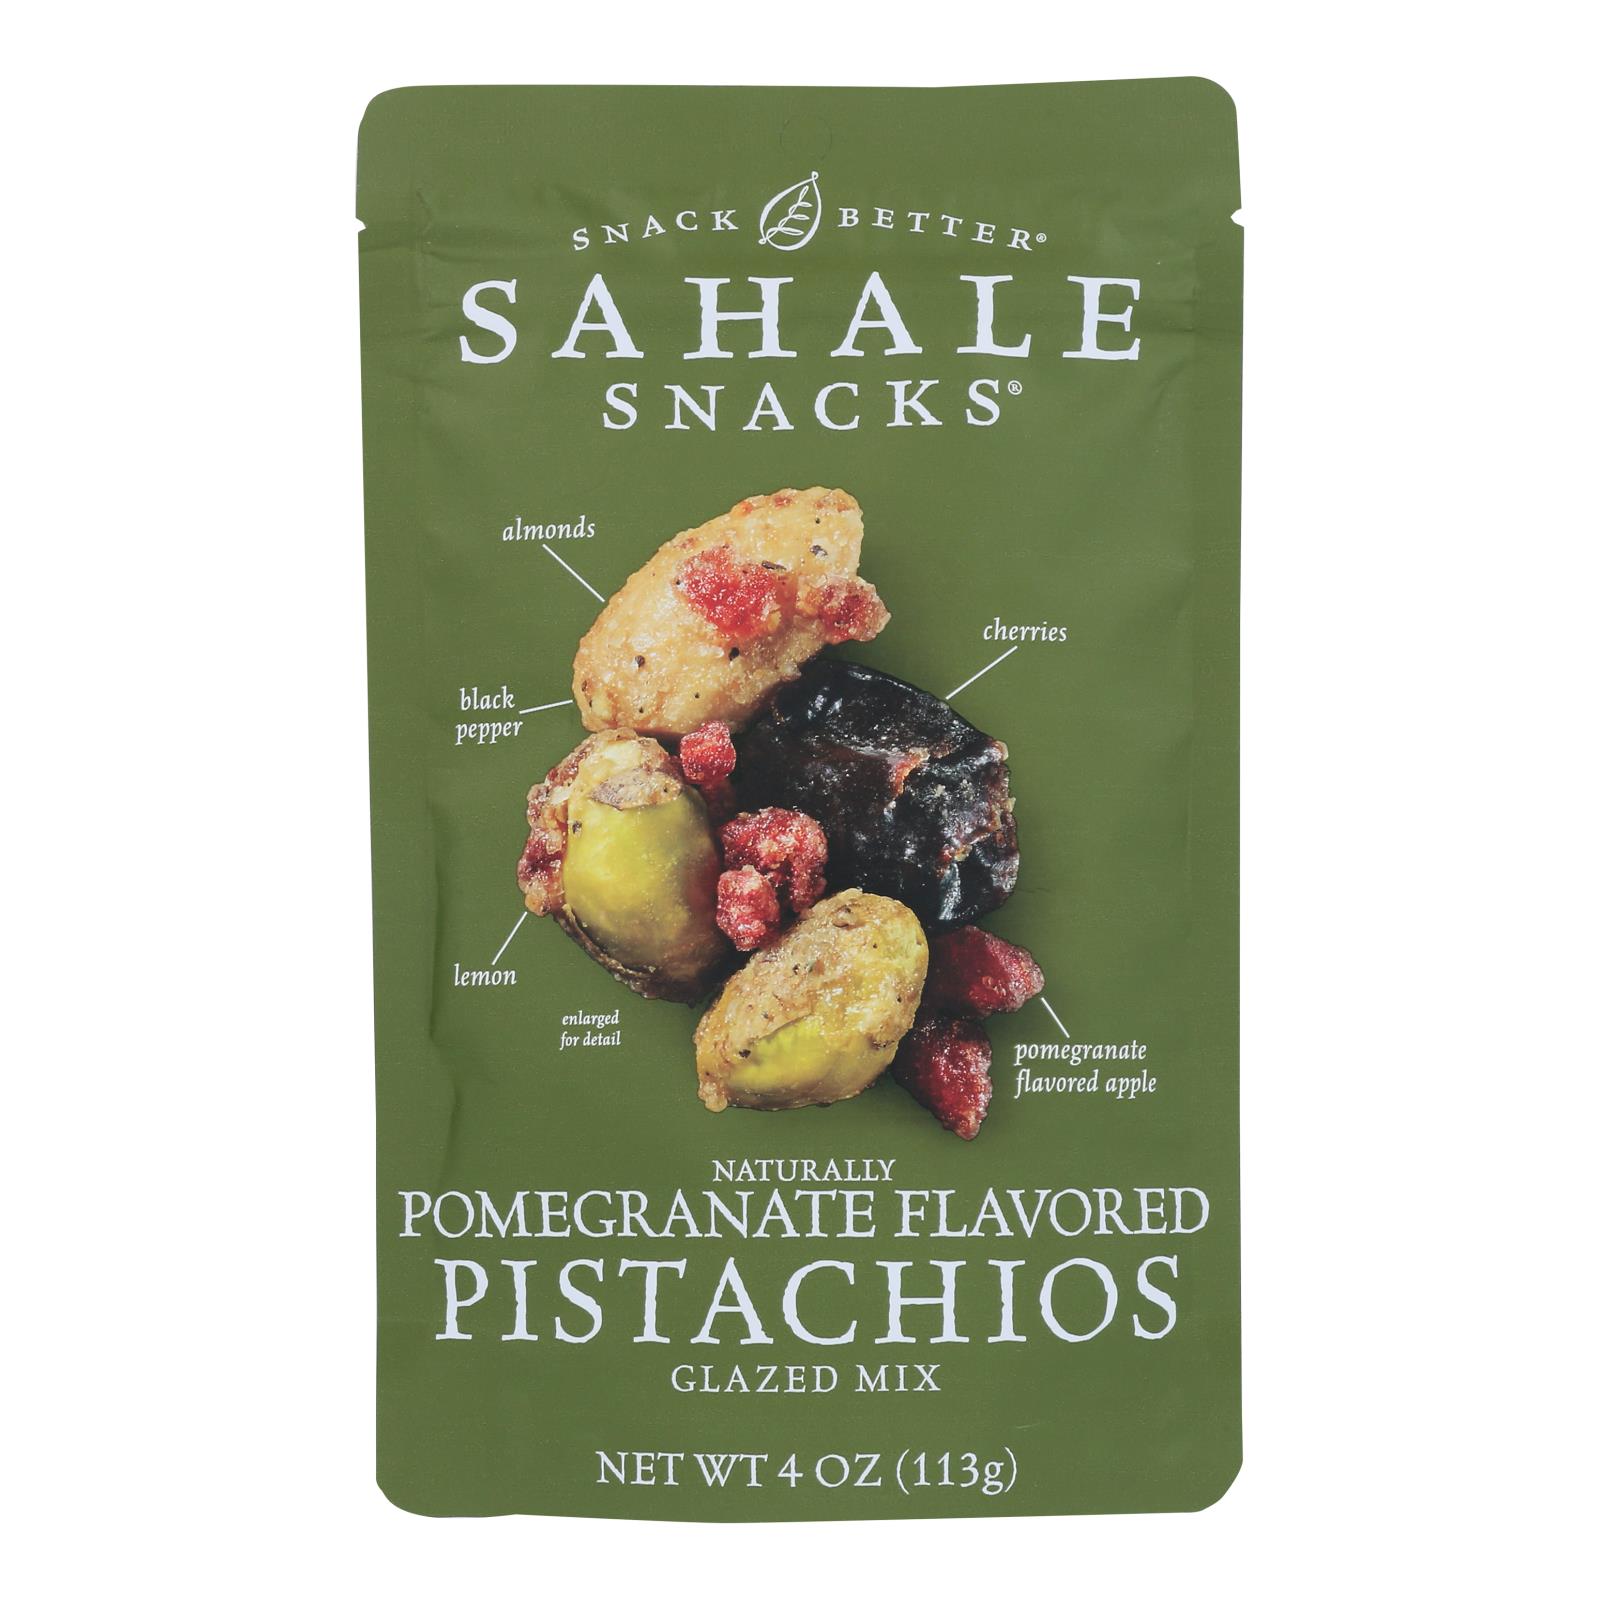 SNACK BETTER®
SAHALE
SNACKS®
almonds
cherries
black
pepper
lemon
enlarged
for detail
pomegranate
flavored apple
NATURALLY
POMEGRANATE FLAVORED
PISTACHIOS
GLAZED MIX
NET WT 4 OZ (113g)